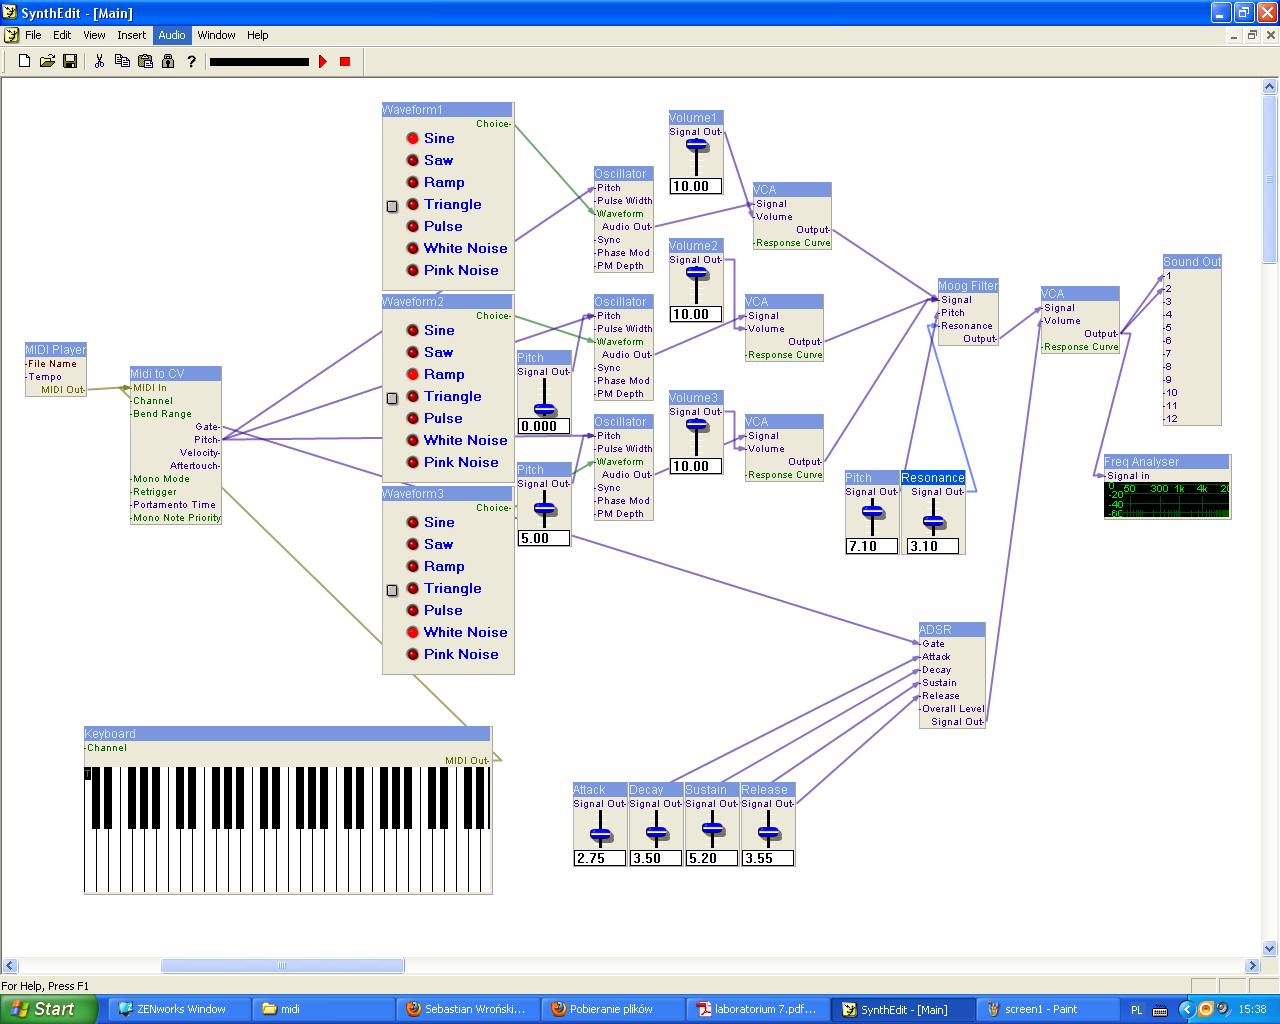 SynthEdit - [Main]
File Edit View Insert Audio Window Help
Waveform1
Choice
Sine
Saw
Ramp
Triangle
Pulse
White Noise
Pink Noise
Waveform2
Choice
Sine
Saw
Ramp
Triangle
Pulse
White Noise
Pink Noise
Waveform3
Choice
Sine
Saw
Ramp
Triangle
Pulse
White Noise
Pink Noise
MIDI Player
File Name
Tempo
MIDI Out
Midi to CV
MIDI In
Channel
Bend Range
Gate
Pitch
Velocity
Aftertouch
Mono Mode
Retrigger
Portamento Time
Mono Note Priority
Oscillator
Pitch
Pulse Width
Waveform
Audio Out
Sync
Phase Mod
PM Depth
Oscillator
Pitch
Pulse Width
Waveform
Audio Out
Sync
Phase Mod
PM Depth
Oscillator
Pitch
Pulse Width
Waveform
Audio Out
Sync
Phase Mod
PM Depth
Pitch
Signal Out
0.000
Pitch
Signal Out
5.00
Volume1
Signal Out
10.00
Volume2
Signal Out
10.00
Volume3
Signal Out
10.00
VCA
Signal
Volume
Output
Response Curve
VCA
Signal
Volume
Output
Response Curve
VCA
Signal
Volume
Output
Response Curve
Moog Filter
Signal
Pitch
Resonance
Output
Pitch
Signal Out
7.10
Resonance
Signal Out
3.10
VCA
Signal
Volume
Output
Response Curve
Sound Out
1
2
3
4
5
6
7
8
9
10
11
12
Freq Analyser
Signal in
0 50 300 1k 4k 20
-20
-40
-60
ADSR
Gate
Attack
Decay
Sustain
Release
Overall Level
Signal Out
Attack
Signal Out
2.75
Decay
Signal Out
3.50
Sustain
Signal Out
5.20
Release
Signal Out
3.55
Keyboard
Channel
MIDI Out
For Help, Press F1
Start ZENworks Window midi Sebastian Wroński... Pobieranie plików laboratorium 7.pdf... SynthEdit - [Main] screen1 - Paint PL 15:38